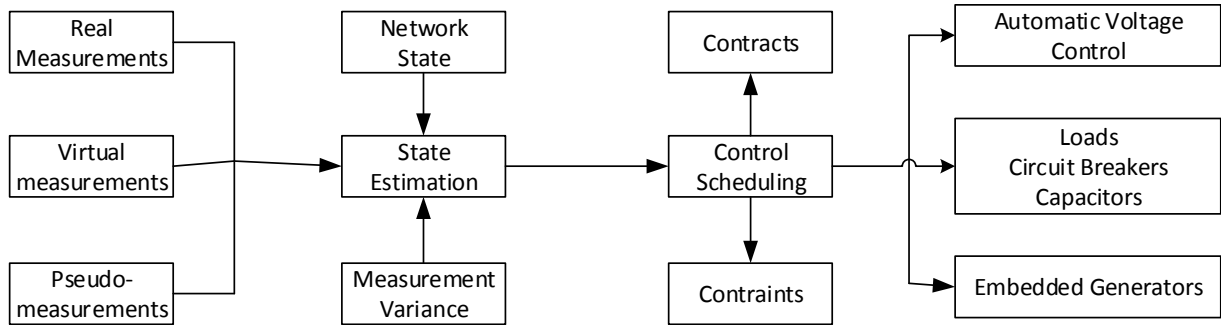 Real
Measurements
Virtual
measurements
Pseudo-
measurements
Network
State
State
Estimation
Measurement
Variance
Contracts
Control
Scheduling
Contraints
Automatic Voltage
Control
Loads
Circuit Breakers
Capacitors
Embedded Generators